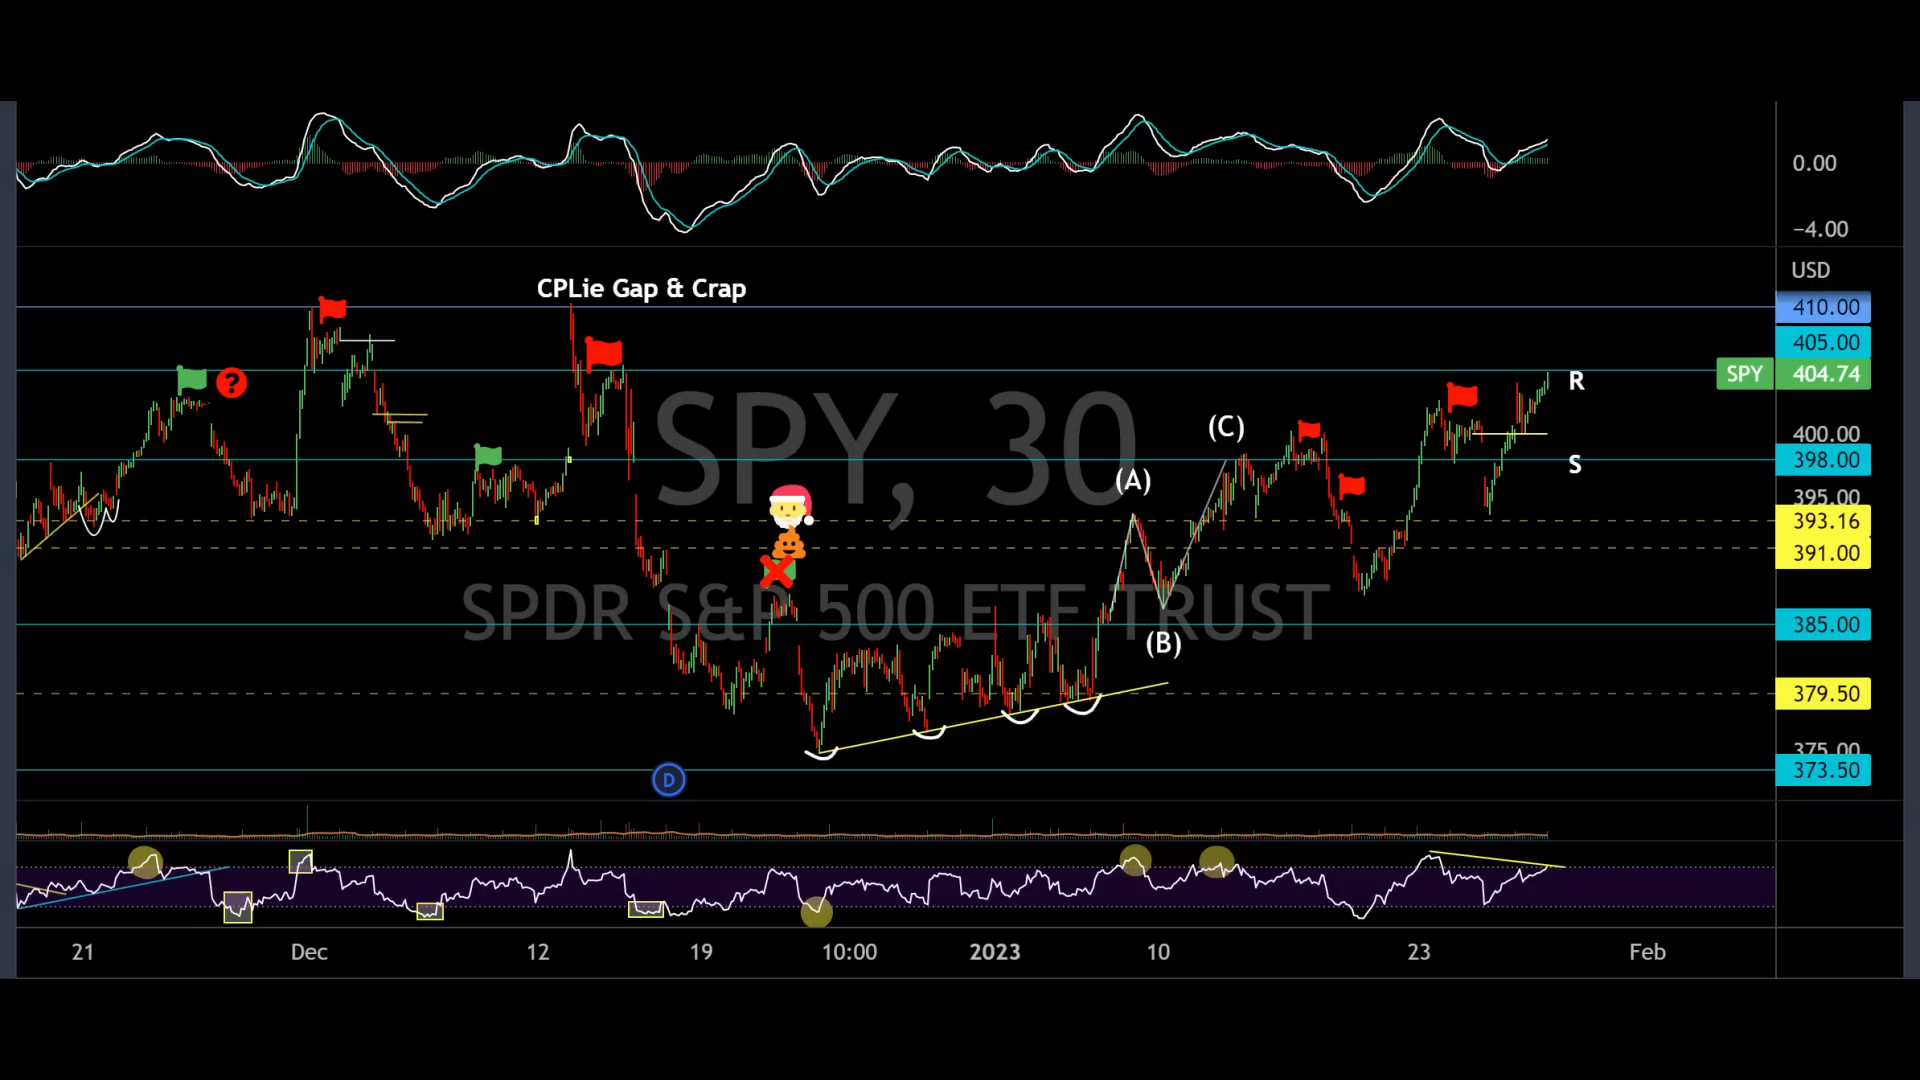 0.00
−4.00
USD
CPLie Gap & Crap
410.00
405.00
SPY 404.74
R
?
SPY, 30
(C)
400.00
398.00
S
(A)
395.00
393.16
391.00
SPDR S&P 500 ETF TRUST
385.00
(B)
379.50
375.00
373.50
D
21 Dec 12 19 10:00 2023 10 23 Feb